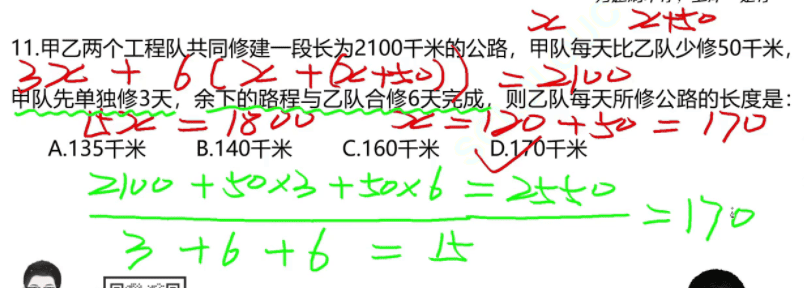 x x+50
11.甲乙两个工程队共同修建一段长为2100千米的公路，甲队每天比乙队少修50千米，
3x + 6(x+(x+50)) = 2100
甲队先单独修3天，余下的路程与乙队合修6天完成，则乙队每天所修公路的长度是：
15x = 1800 x = 120 + 50 = 170
A.135千米 B.140千米 C.160千米 D.170千米
2100 + 50×3 + 50×6 = 2550
= 170
3 + 6 + 6 = 15